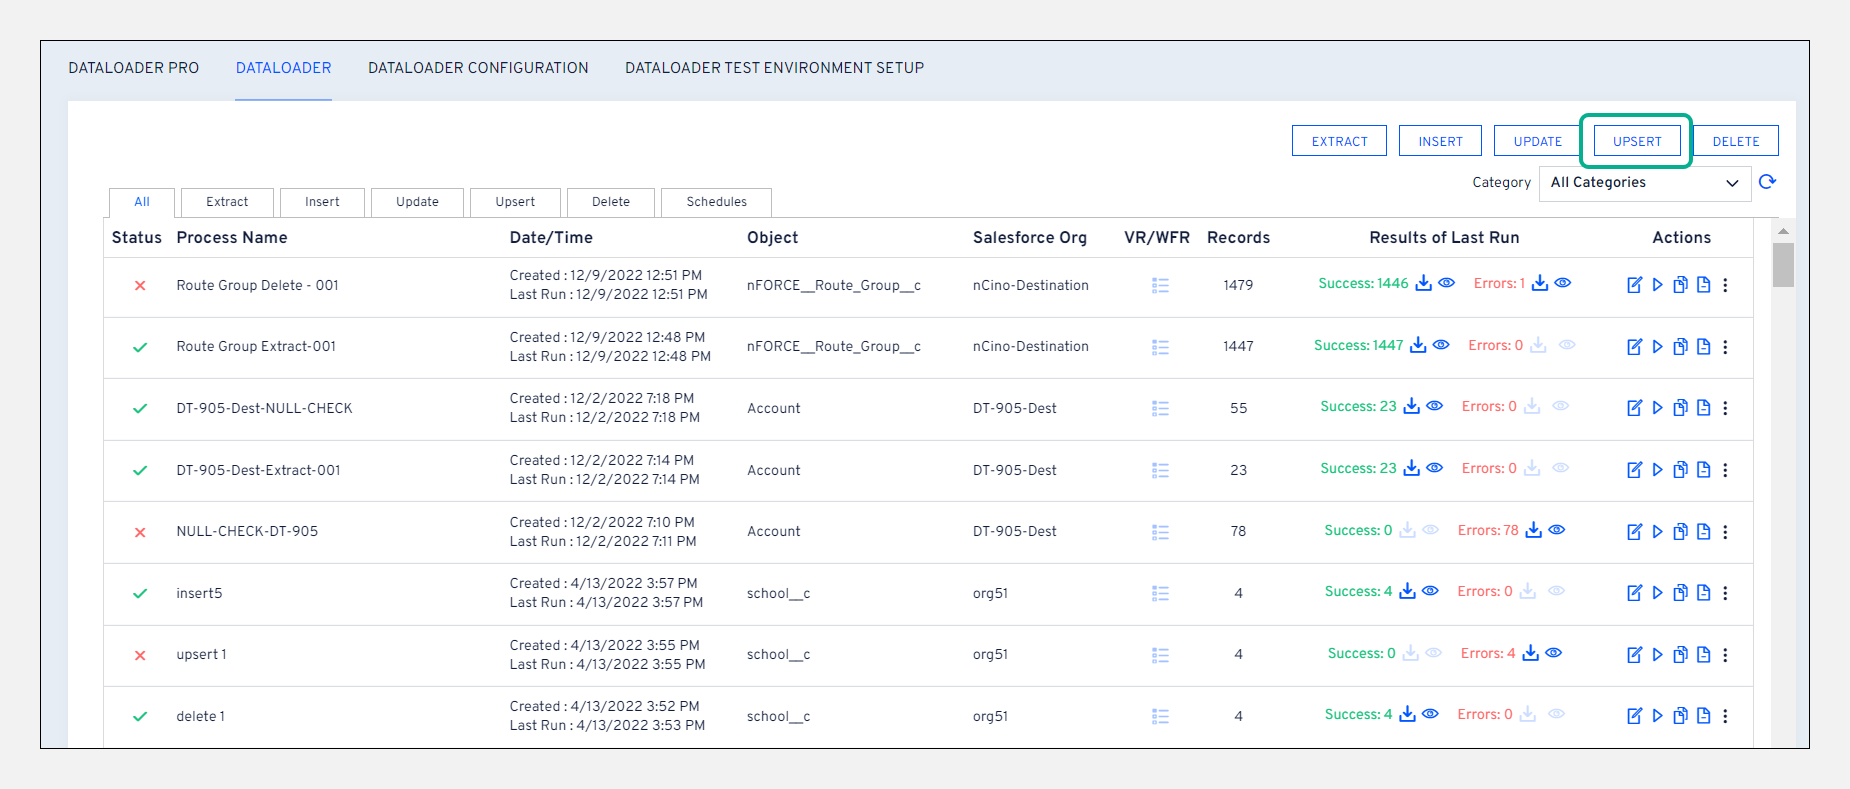 DATALOADER PRO DATALOADER DATALOADER CONFIGURATION DATALOADER TEST ENVIRONMENT SETUP
EXTRACT INSERT UPDATE UPSERT DELETE
Category All Categories
All Extract Insert Update Upsert Delete Schedules
Status Process Name Date/Time Object Salesforce Org VR/WFR Records Results of Last Run Actions
Route Group Delete - 001 Created : 12/9/2022 12:51 PM nFORCE__Route_Group__c nCino-Destination 1479 Success: 1446 Errors: 1
Last Run : 12/9/2022 12:51 PM
Route Group Extract-001 Created : 12/9/2022 12:48 PM nFORCE__Route_Group__c nCino-Destination 1447 Success: 1447 Errors: 0
Last Run : 12/9/2022 12:48 PM
DT-905-Dest-NULL-CHECK Created : 12/2/2022 7:18 PM Account DT-905-Dest 55 Success: 23 Errors: 0
Last Run : 12/2/2022 7:18 PM
DT-905-Dest-Extract-001 Created : 12/2/2022 7:14 PM Account DT-905-Dest 23 Success: 23 Errors: 0
Last Run : 12/2/2022 7:14 PM
NULL-CHECK-DT-905 Created : 12/2/2022 7:10 PM Account DT-905-Dest 78 Success: 0 Errors: 78
Last Run : 12/2/2022 7:11 PM
insert5 Created : 4/13/2022 3:57 PM school__c org51 4 Success: 4 Errors: 0
Last Run : 4/13/2022 3:57 PM
upsert 1 Created : 4/13/2022 3:55 PM school__c org51 4 Success: 0 Errors: 4
Last Run : 4/13/2022 3:55 PM
delete 1 Created : 4/13/2022 3:52 PM school__c org51 4 Success: 4 Errors: 0
Last Run : 4/13/2022 3:53 PM